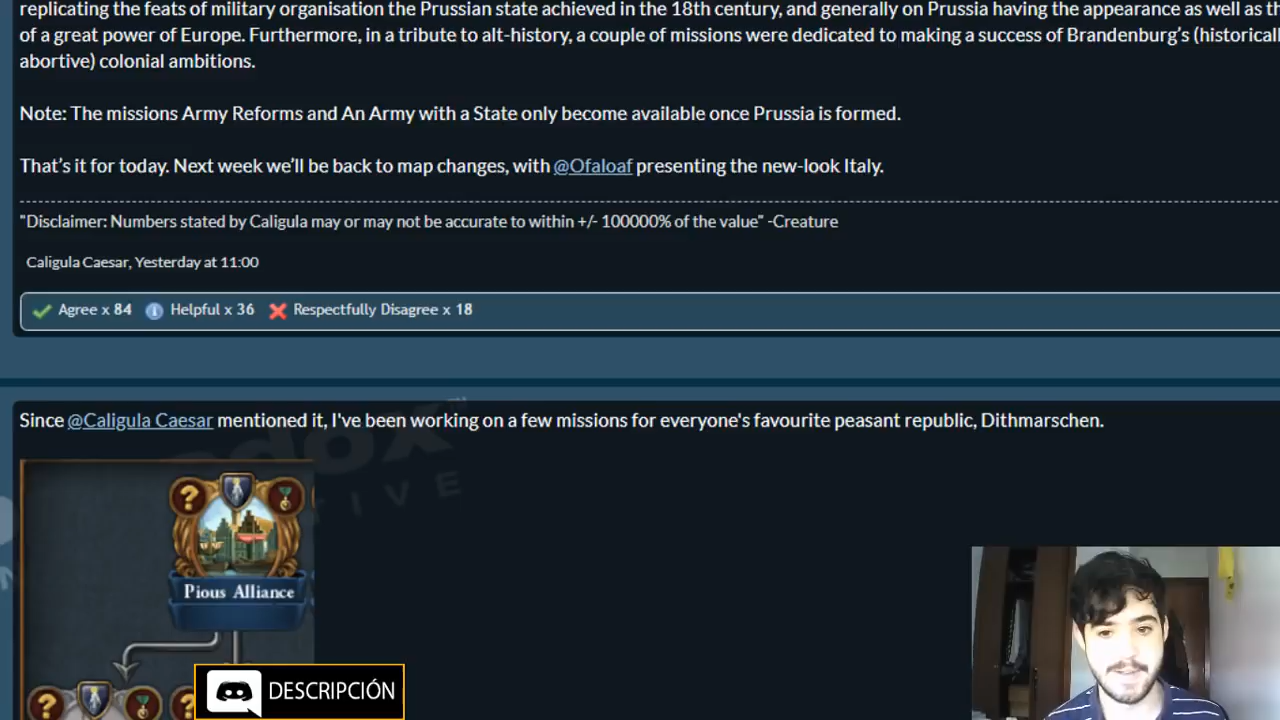 replicating the feats of military organisation the Prussian state achieved in the 18th century, and generally on Prussia having the appearance as well as
of a great power of Europe. Furthermore, in a tribute to alt-history, a couple of missions were dedicated to making a success of Brandenburg's
abortive) colonial ambitions.
Note: The missions Army Reforms and An Army with a State only become available once Prussia is formed.
That's it for today. Next week we'll be back to map changes, with @Ofaloaf presenting the new-look Italy.
"Disclaimer: Numbers stated by Caligula may or may not be accurate to within +/- 100000% of the value" -Creature
Caligula Caesar, Yesterday at 11:00
Agree x 84 Helpful x 36 Respectfully Disagree x 18
Since @Caligula Caesar mentioned it, I've been working on a few missions for everyone's favourite peasant republic, Dithmarschen.
Pious Alliance
DESCRIPCIÓN